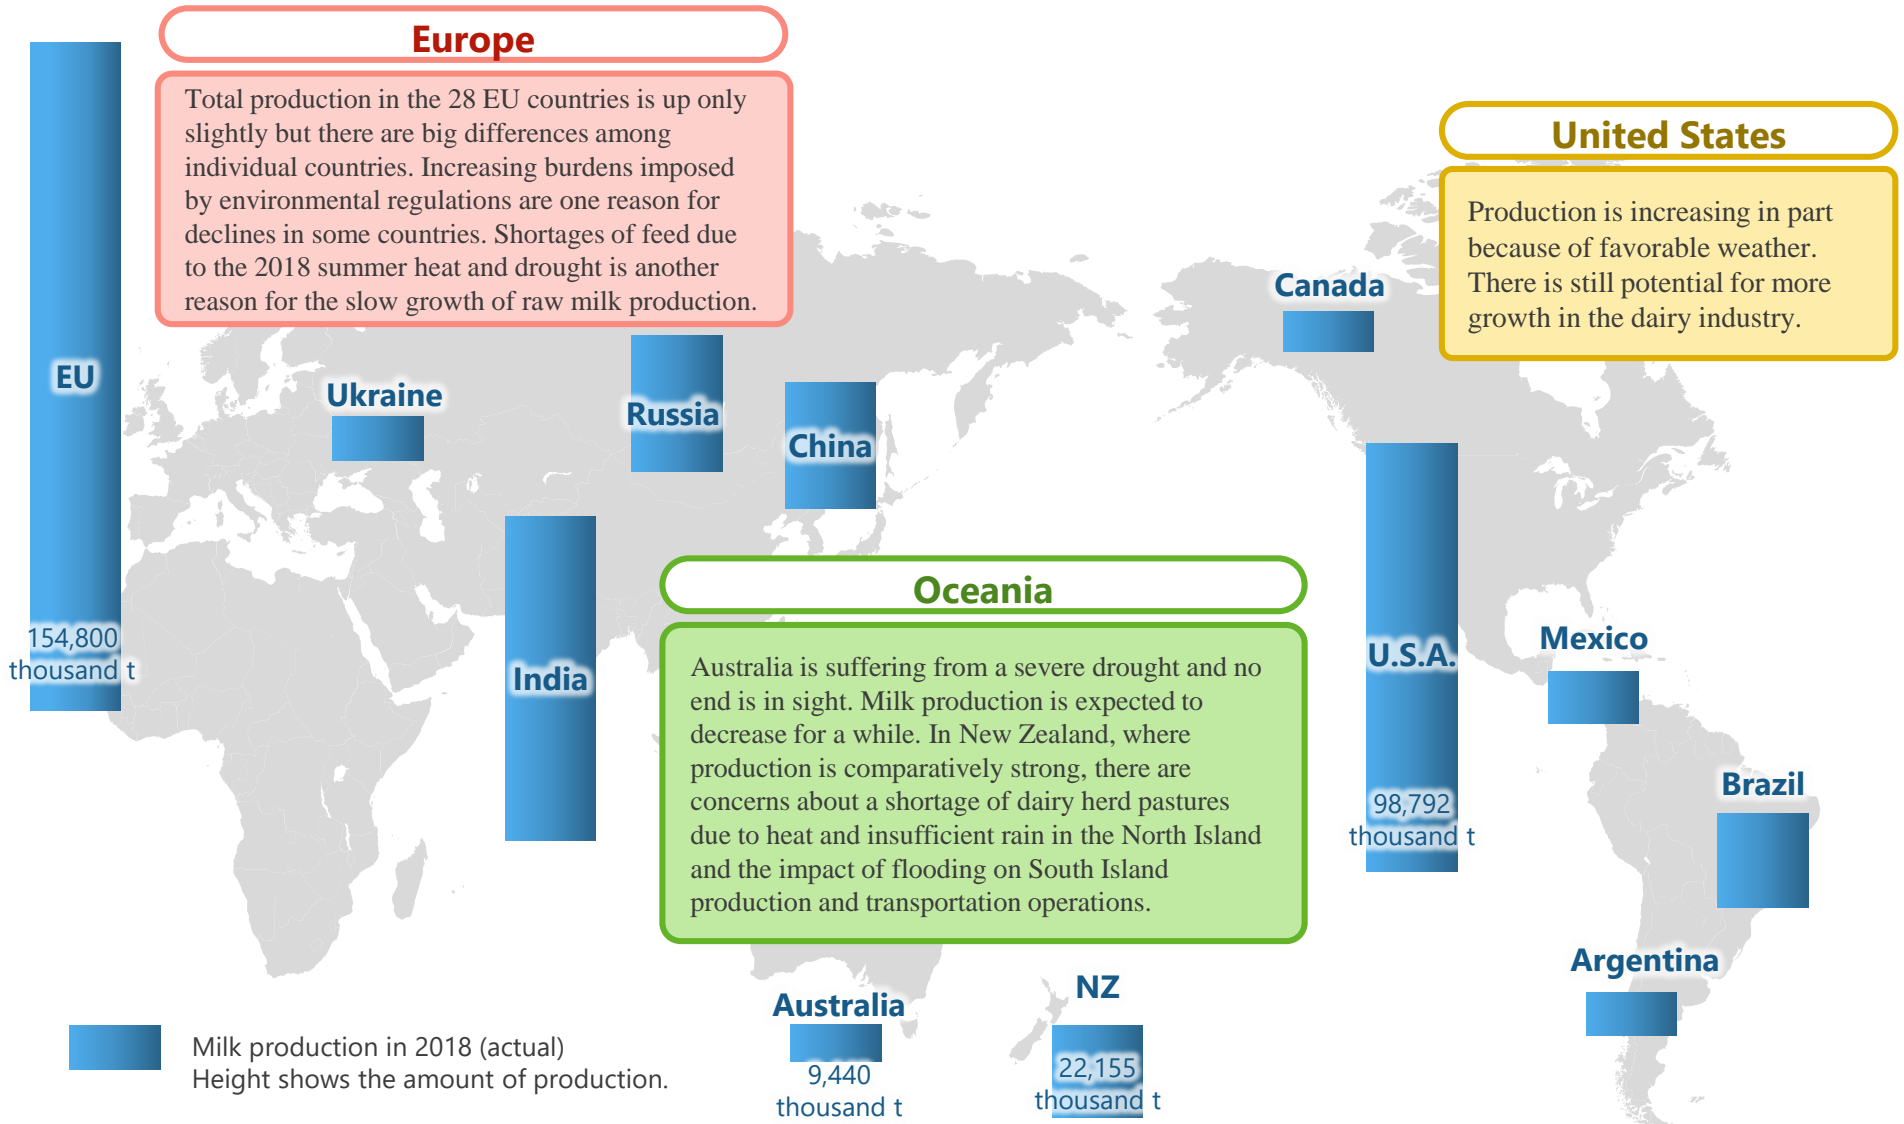 Europe
Total production in the 28 EU countries is up only
slightly but there are big differences among
individual countries. Increasing burdens imposed
by environmental regulations are one reason for
declines in some countries. Shortages of feed due
to the 2018 summer heat and drought is another
reason for the slow growth of raw milk production.
United States
Production is increasing in part
because of favorable weather.
There is still potential for more
growth in the dairy industry.
Canada
EU
Ukraine
Russia
China
154,800
thousand t
India
Oceania
Australia is suffering from a severe drought and no
end is in sight. Milk production is expected to
decrease for a while. In New Zealand, where
production is comparatively strong, there are
concerns about a shortage of dairy herd pastures
due to heat and insufficient rain in the North Island
and the impact of flooding on South Island
production and transportation operations.
U.S.A.
98,792
thousand t
Mexico
Brazil
Argentina
Australia
9,440
thousand t
NZ
22,155
thousand t
Milk production in 2018 (actual)
Height shows the amount of production.